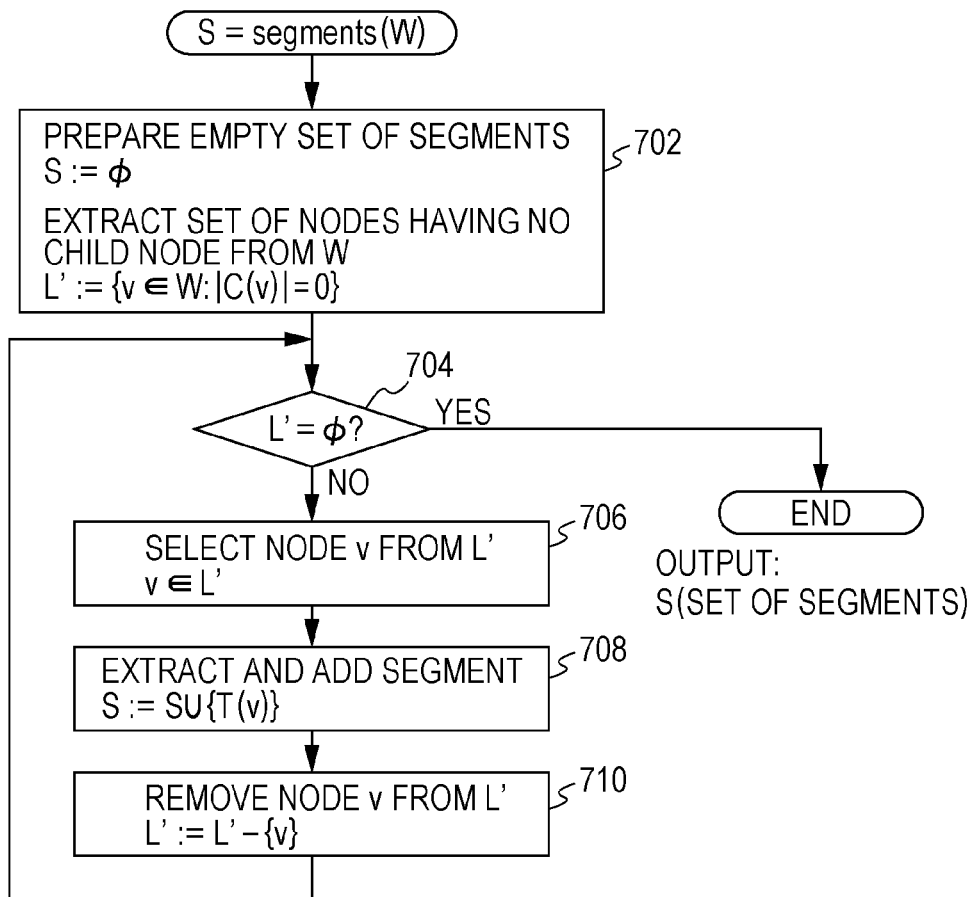 S = segments(W)
PREPARE EMPTY SET OF SEGMENTS
S := ϕ
EXTRACT SET OF NODES HAVING NO
CHILD NODE FROM W
L' := {v ∈ W: |C(v)| = 0}
702
704
L' = ϕ?
YES
NO
706
SELECT NODE v FROM L'
v ∈ L'
END
OUTPUT:
S(SET OF SEGMENTS)
708
EXTRACT AND ADD SEGMENT
S := S∪{T(v)}
710
REMOVE NODE v FROM L'
L' := L' – {v}